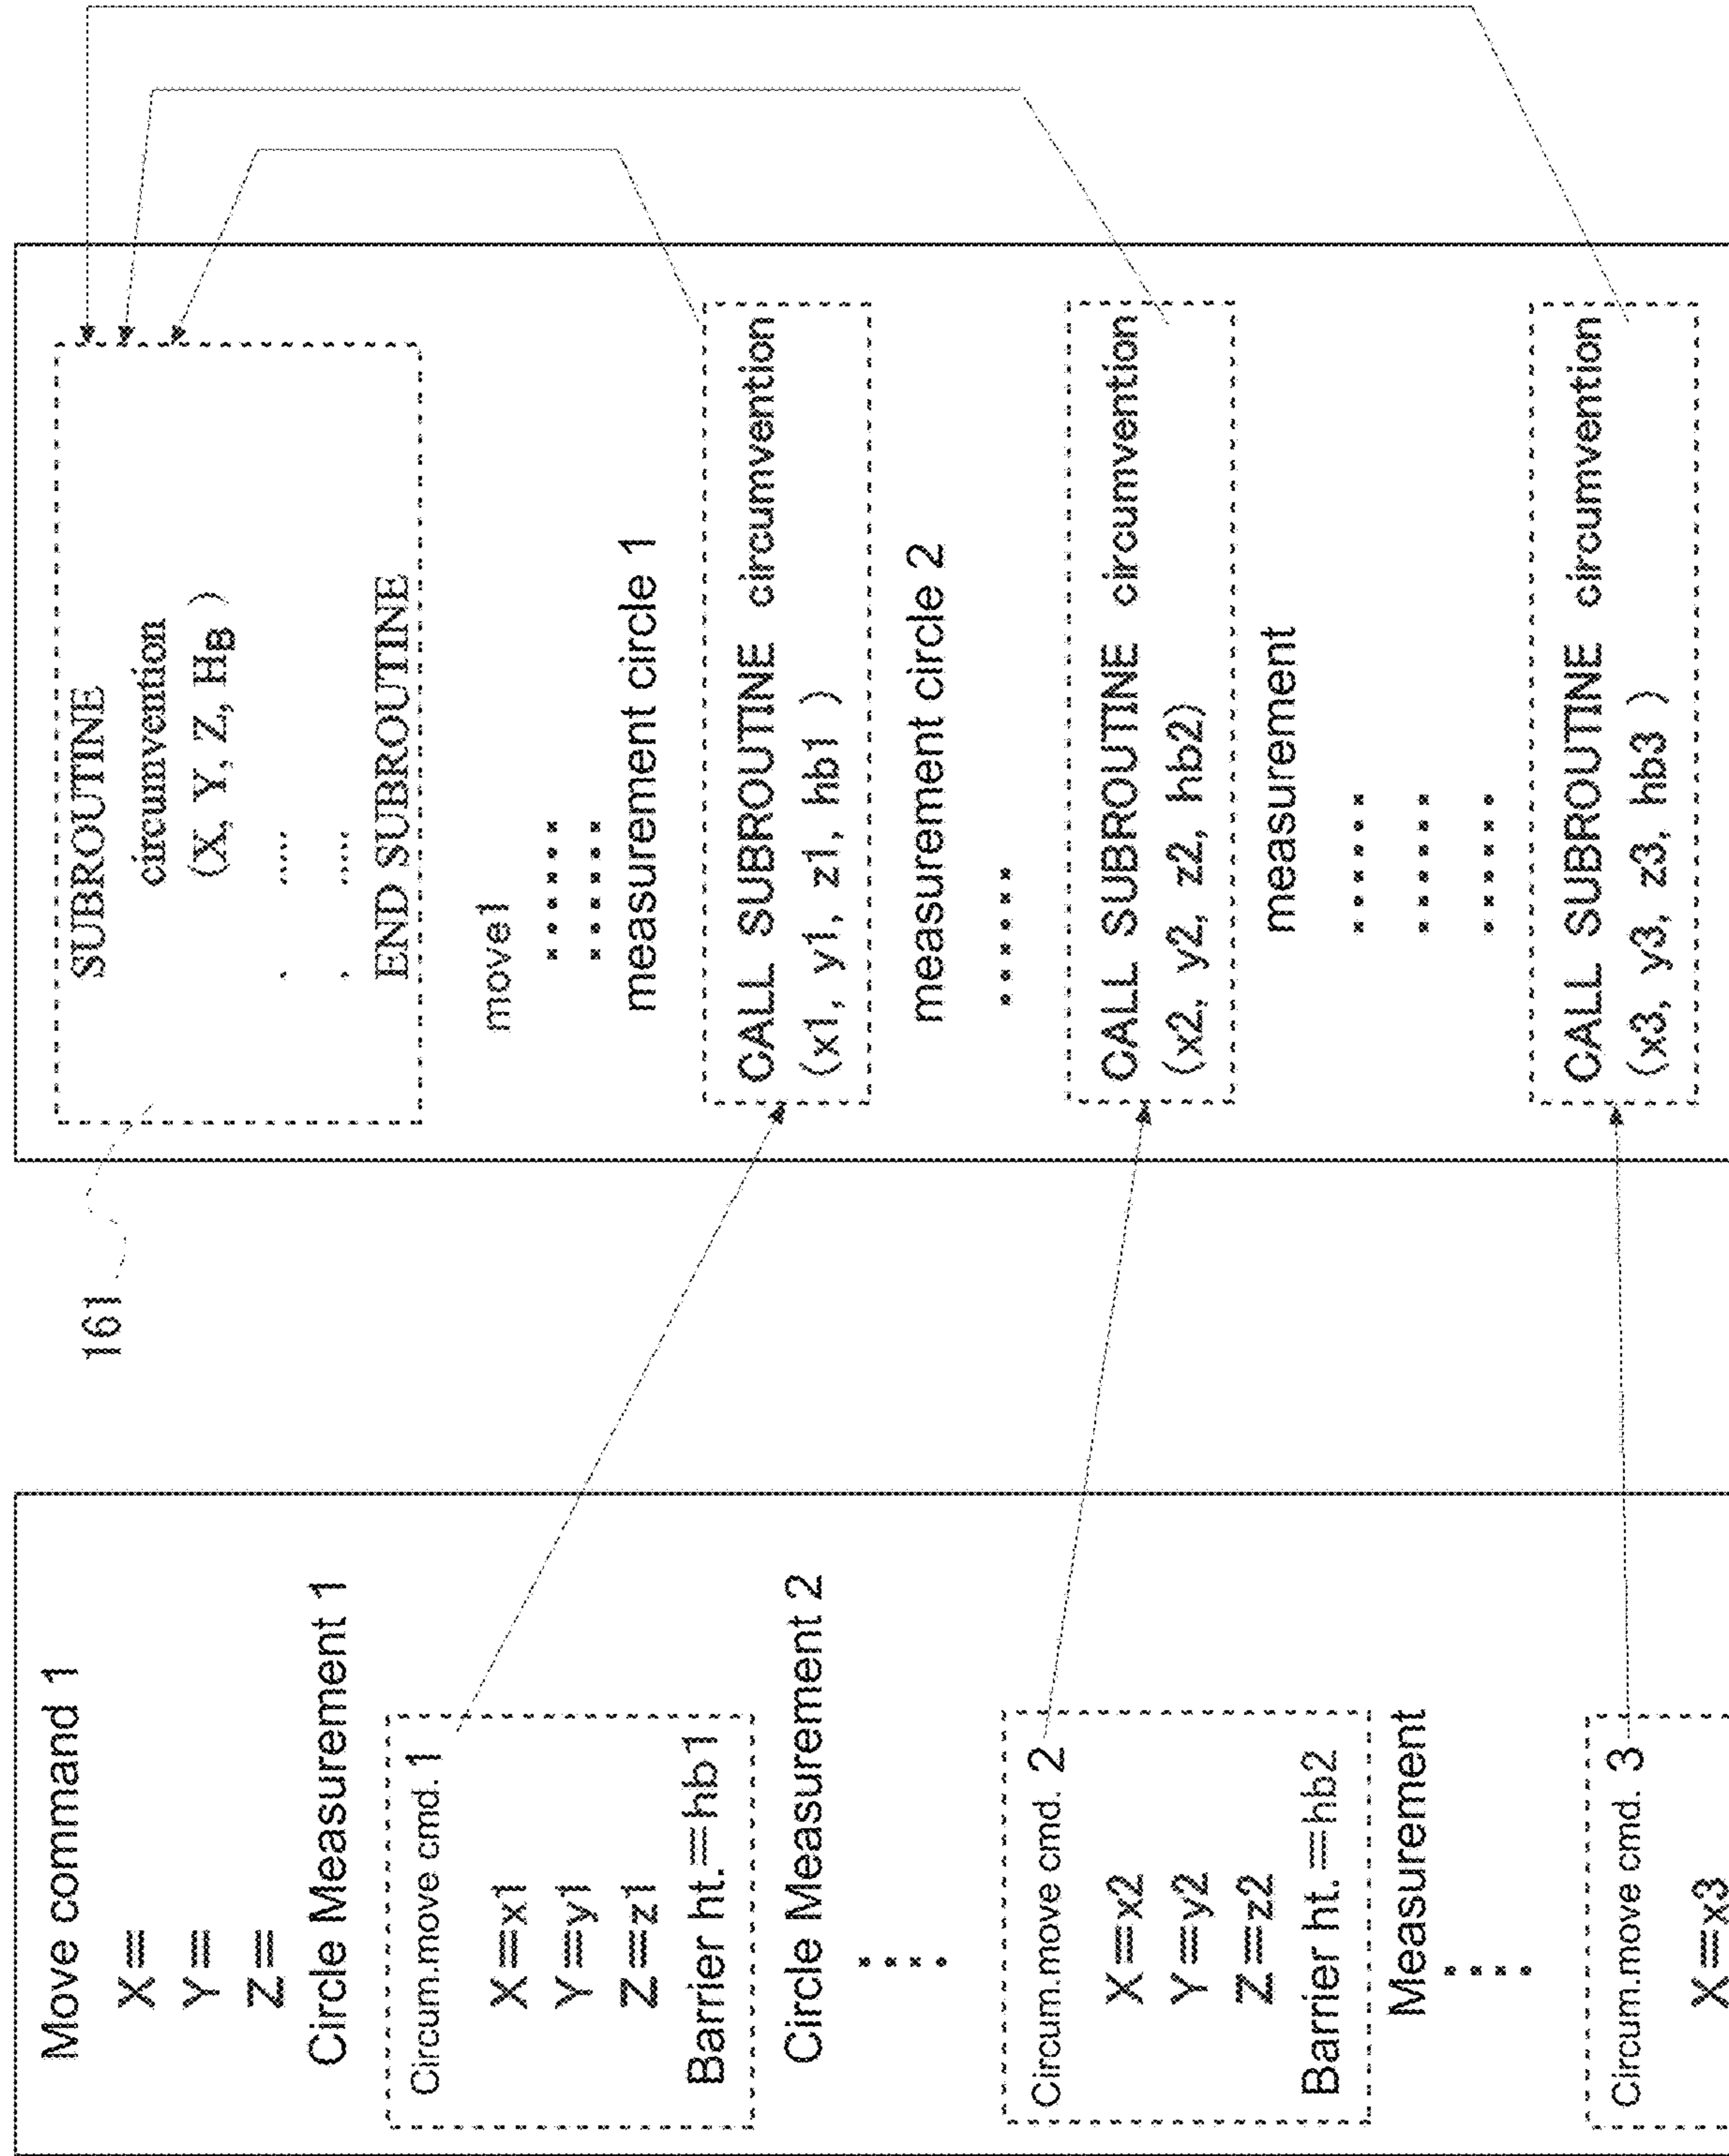 Move command 1
X=
Y=
Z=
Circle Measurement 1
Circum.move cmd. 1
X=x1
Y=y1
Z=z1
Barrier ht.=hb1
Circle Measurement 2
Circum.move cmd. 2
X=x2
Y=y2
Z=z2
Barrier ht.=hb2
Measurement
Circum.move cmd. 3
X=x3
161
SUBROUTINE
circumvention
(X, Y, Z, HB )
END SUBROUTINE
move1
measurement circle 1
CALL SUBROUTINE circumvention
(x1, y1, z1, hb1 )
measurement circle 2
CALL SUBROUTINE circumvention
(x2, y2, z2, hb2)
measurement
CALL SUBROUTINE circumvention
(x3, y3, z3, hb3 )